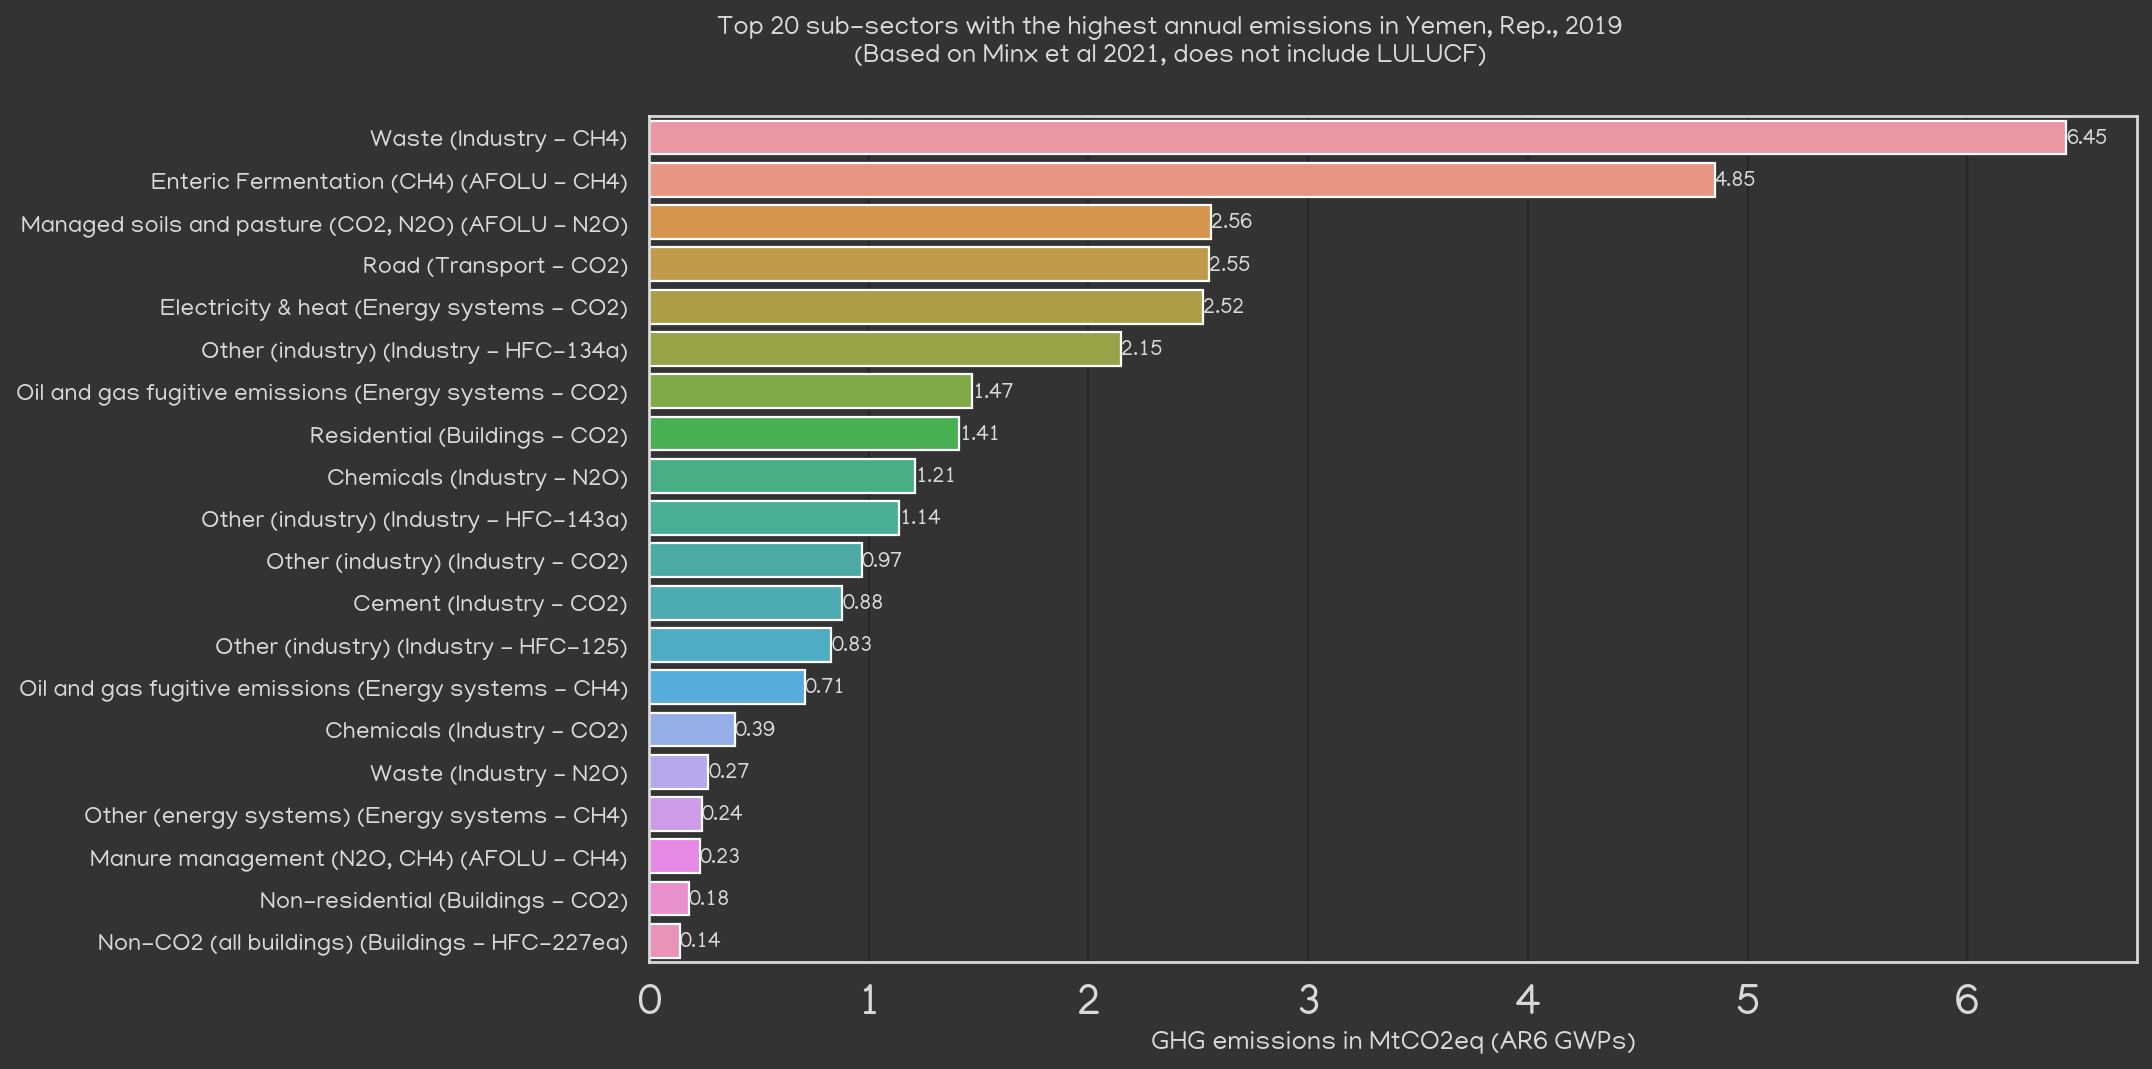 Top 20 sub-sectors with the highest annual emissions in Yemen, Rep., 2019
(Based on Minx et al 2021, does not include LULUCF)
Waste (Industry - CH4) 6.45
Enteric Fermentation (CH4) (AFOLU - CH4) 4.85
Managed soils and pasture (CO2, N2O) (AFOLU - N2O) 2.56
Road (Transport - CO2) 2.55
Electricity & heat (Energy systems - CO2) 2.52
Other (industry) (Industry - HFC-134a) 2.15
Oil and gas fugitive emissions (Energy systems - CO2) 1.47
Residential (Buildings - CO2) 1.41
Chemicals (Industry - N2O) 1.21
Other (industry) (Industry - HFC-143a) 1.14
Other (industry) (Industry - CO2) 0.97
Cement (Industry - CO2) 0.88
Other (industry) (Industry - HFC-125) 0.83
Oil and gas fugitive emissions (Energy systems - CH4) 0.71
Chemicals (Industry - CO2) 0.39
Waste (Industry - N2O) 0.27
Other (energy systems) (Energy systems - CH4) 0.24
Manure management (N2O, CH4) (AFOLU - CH4) 0.23
Non-residential (Buildings - CO2) 0.18
Non-CO2 (all buildings) (Buildings - HFC-227ea) 0.14
0 1 2 3 4 5 6
GHG emissions in MtCO2eq (AR6 GWPs)